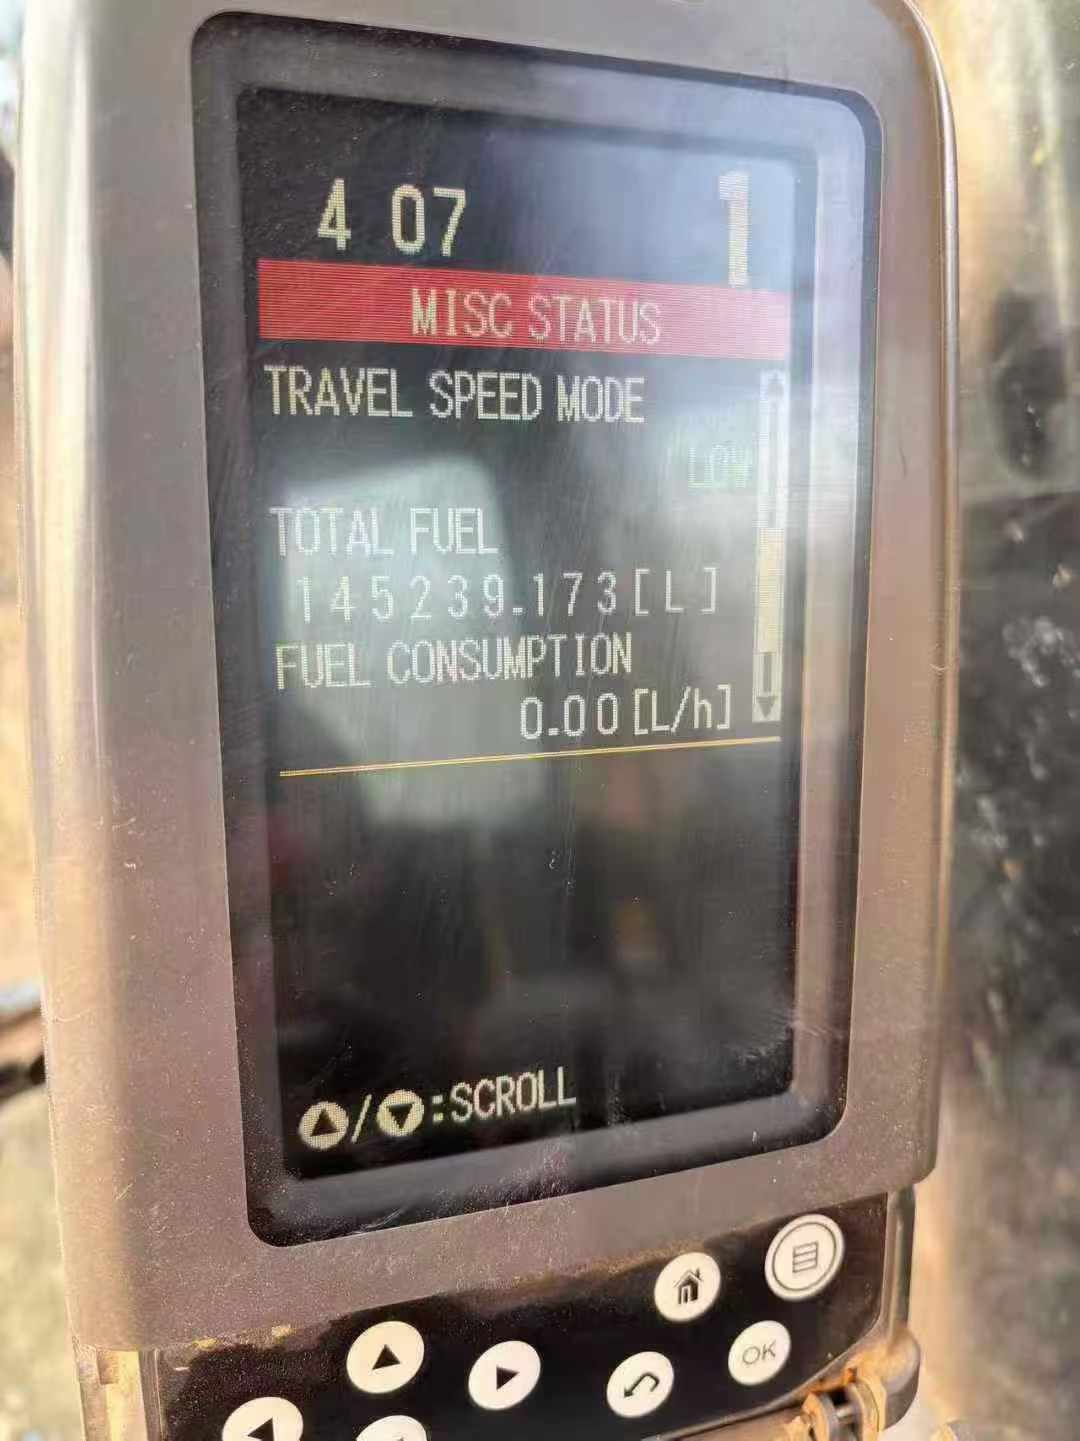 4 07 1
MISC STATUS
TRAVEL SPEED MODE
LOW
TOTAL FUEL
145239.173[L]
FUEL CONSUMPTION
0.00[L/h]
▲/▼:SCROLL
OK